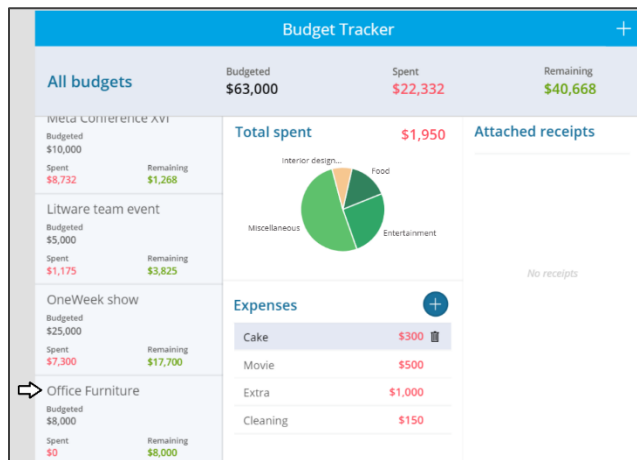 Budget Tracker
+
All budgets
Budgeted
$63,000
Spent
$22,332
Remaining
$40,668
Meta Conference XVI
Budgeted
$10,000
Spent
Remaining
$8,732
$1,268
Litware team event
Budgeted
$5,000
Spent
Remaining
$1,175
$3,825
OneWeek show
Budgeted
$25,000
Spent
Remaining
$7,300
$17,700
Office Furniture
Budgeted
$8,000
Spent
Remaining
$0
$8,000
Total spent
$1,950
Interior design...
Food
Miscellaneous
Entertainment
Expenses
+
Cake $300
Movie $500
Extra $1,000
Cleaning $150
Attached receipts
No receipts